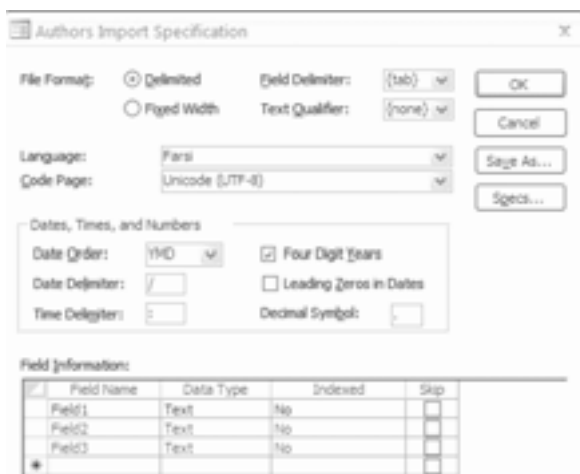 Authors Import Specification
File Format: Delimited Field Delimiter: {tab} OK
Fixed Width Text Qualifier: {none} Cancel
Language: Farsi Save As...
Code Page: Unicode (UTF-8) Specs...
Dates, Times, and Numbers
Date Order: YMD Four Digit Years
Date Delimiter: / Leading Zeros in Dates
Time Delimiter: : Decimal Symbol: .
Field Information:
Field Name Data Type Indexed Skip
Field1 Text No
Field2 Text No
Field3 Text No